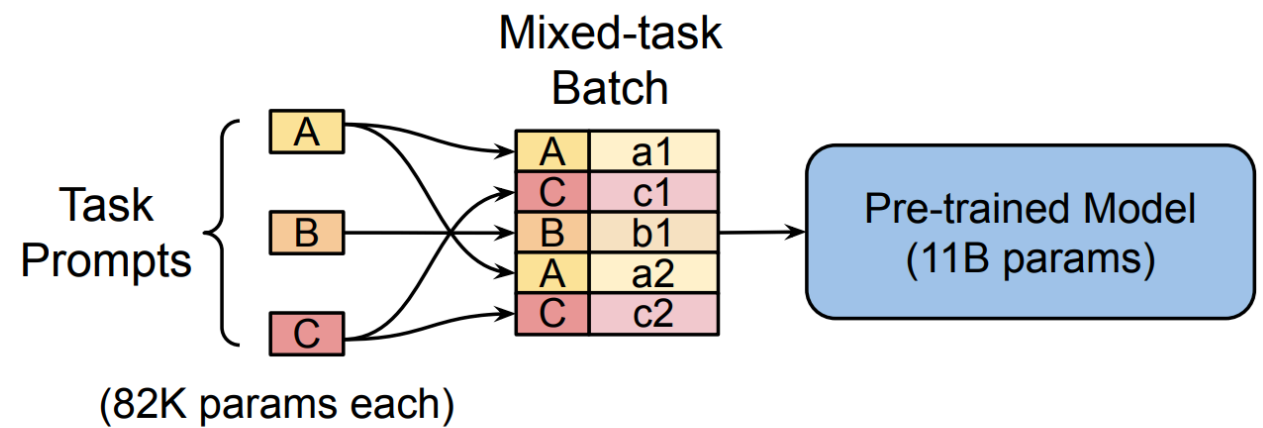 Mixed-task
Batch
Task
Prompts
A
B
C
(82K params each)
A a1
C c1
B b1
A a2
C c2
Pre-trained Model
(11B params)